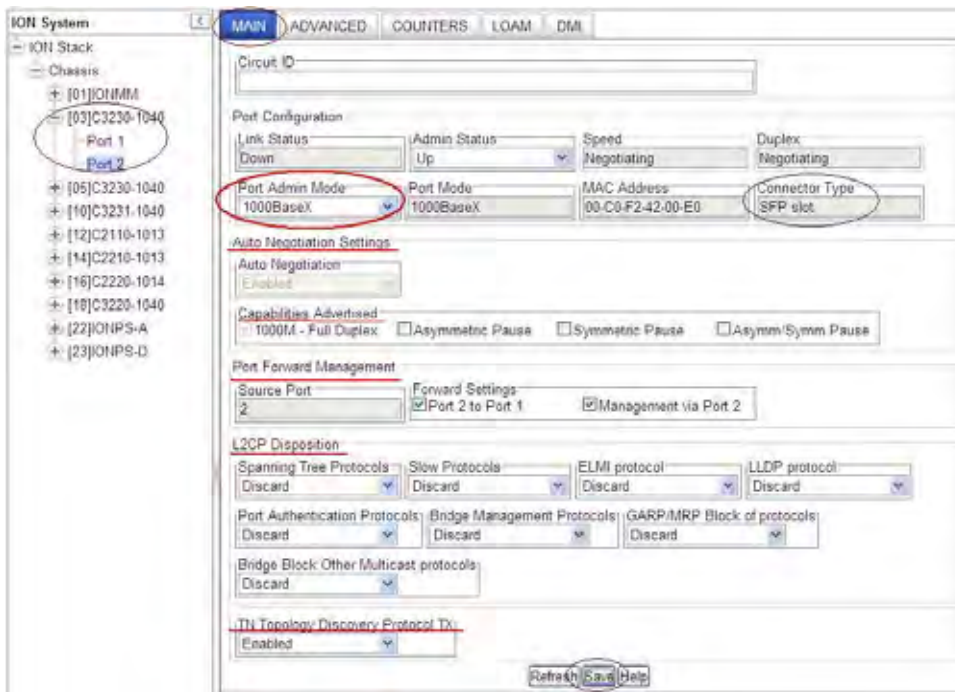 ION System
ION Stack
Chassis
[01]IONMM
[03]C3230-1040
Port 1
Port 2
[05]C3230-1040
[10]C3231-1040
[12]C2110-1013
[14]C2210-1013
[16]C2220-1014
[18]C3220-1040
[22]IONPS-A
[23]IONPS-D
MAIN ADVANCED COUNTERS LOAM DMI
Circuit ID
Port Configuration
Link Status Admin Status Speed Duplex
Down Up Negotiating Negotiating
Port Admin Mode Port Mode MAC Address Connector Type
1000BaseX 1000BaseX 00-C0-F2-42-00-E0 SFP slot
Auto Negotiation Settings
Auto Negotiation
Enabled
Capabilities Advertised
1000M - Full Duplex Asymmetric Pause Symmetric Pause Asymm/Symm Pause
Port Forward Management
Source Port Forward Settings
2 Port 2 to Port 1 Management via Port 2
L2CP Disposition
Spanning Tree Protocols Slow Protocols ELMI protocol LLDP protocol
Discard Discard Discard Discard
Port Authentication Protocols Bridge Management Protocols GARP/MRP Block of protocols
Discard Discard Discard
Bridge Block Other Multicast protocols
Discard
TN Topology Discovery Protocol TX
Enabled
Refresh Save Help